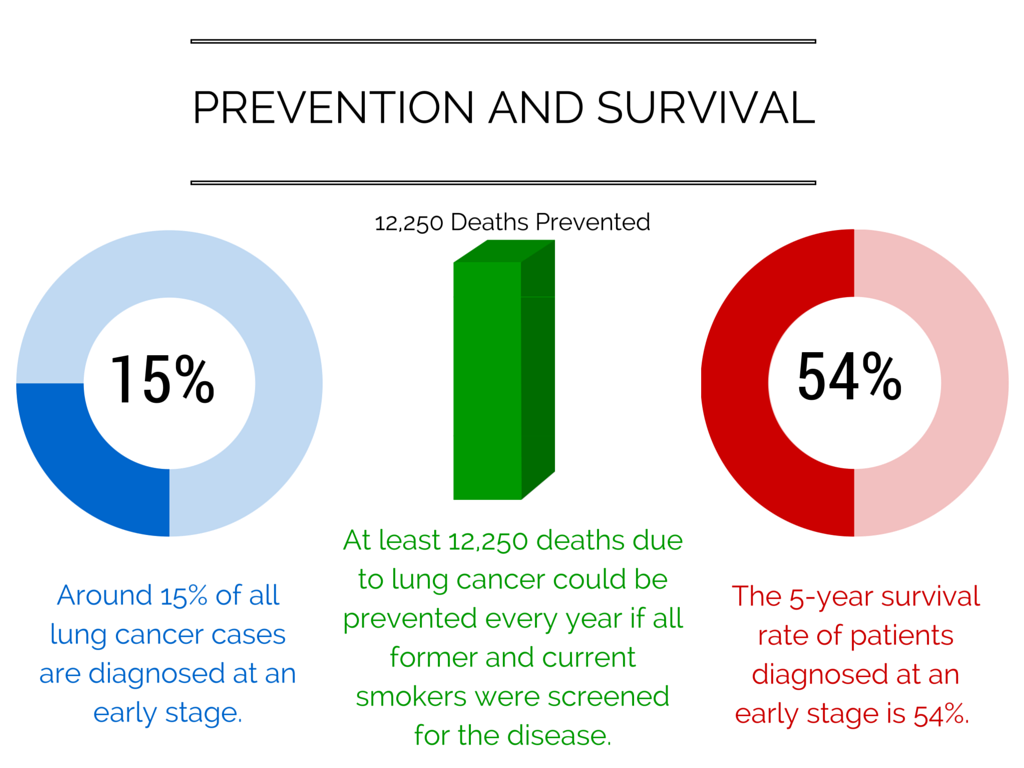 PREVENTION AND SURVIVAL
12,250 Deaths Prevented
15%
54%
Around 15% of all
lung cancer cases
are diagnosed at an
early stage.
At least 12,250 deaths due
to lung cancer could be
prevented every year if all
former and current
smokers were screened
for the disease.
The 5-year survival
rate of patients
diagnosed at an
early stage is 54%.